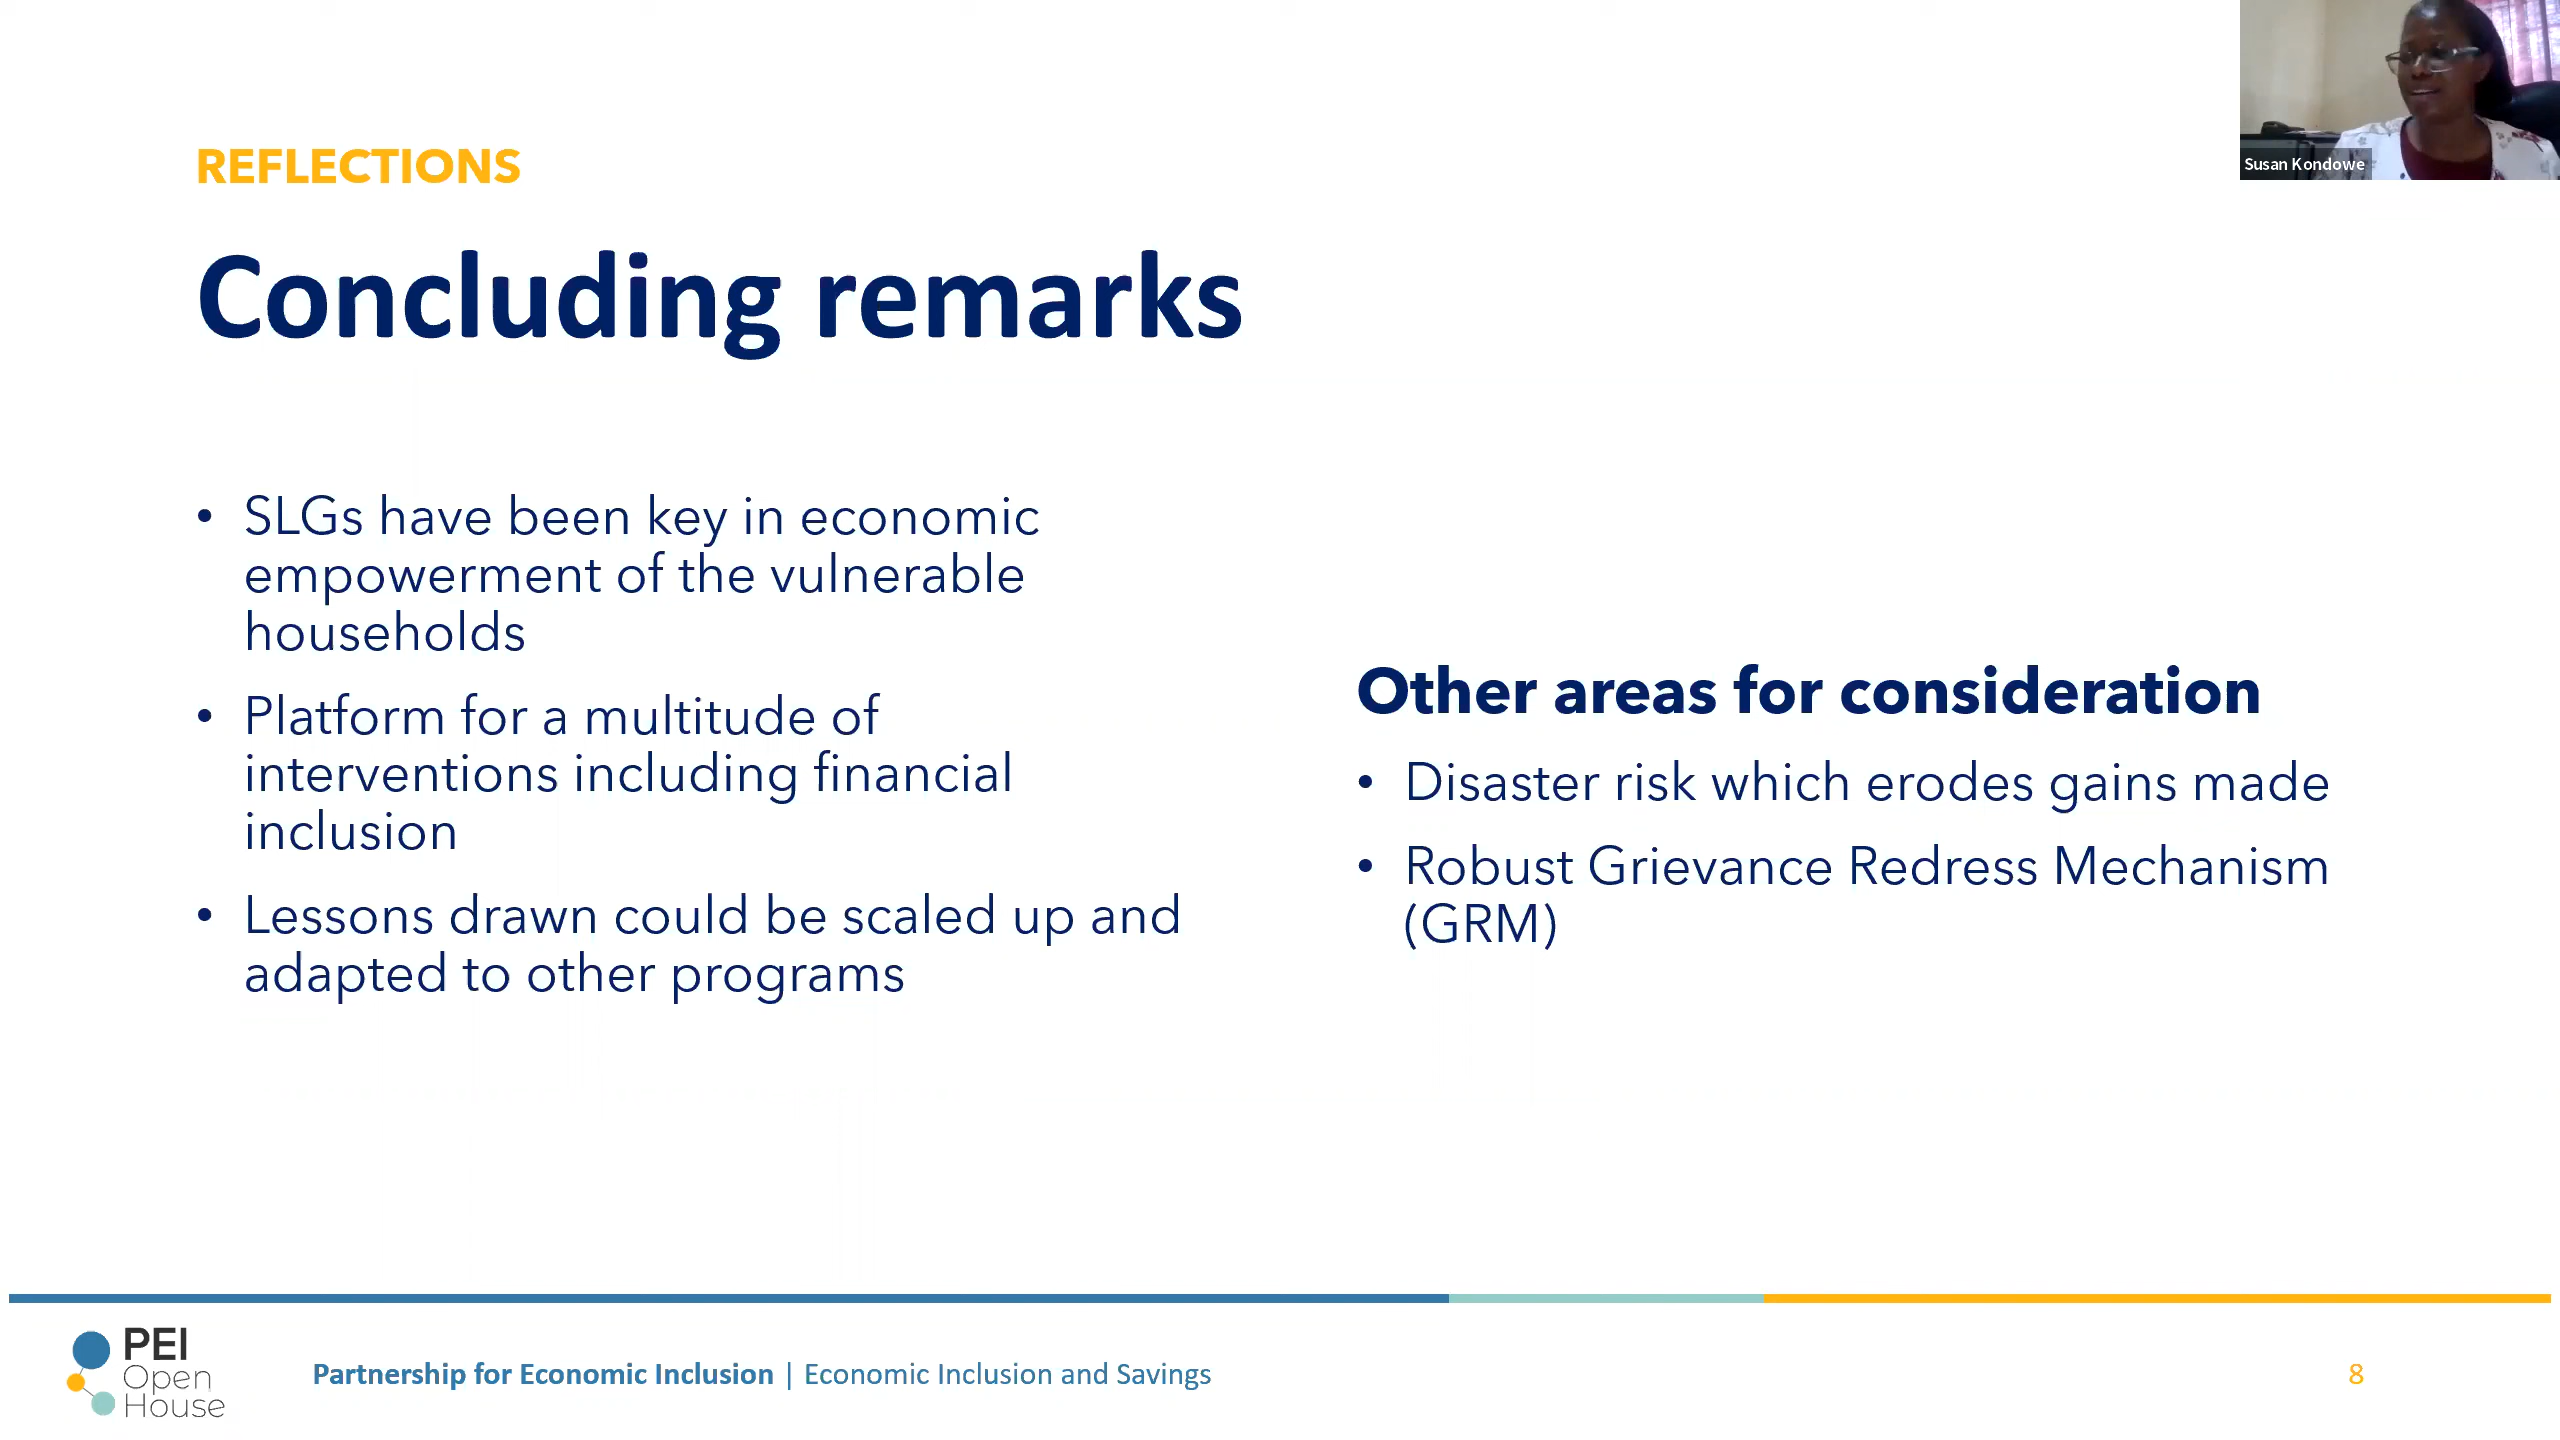 Susan Kondowe
REFLECTIONS
Concluding remarks
• SLGs have been key in economic
empowerment of the vulnerable
households
• Platform for a multitude of
interventions including financial
inclusion
• Lessons drawn could be scaled up and
adapted to other programs
Other areas for consideration
• Disaster risk which erodes gains made
• Robust Grievance Redress Mechanism
(GRM)
PEI
Open
House
Partnership for Economic Inclusion | Economic Inclusion and Savings
8